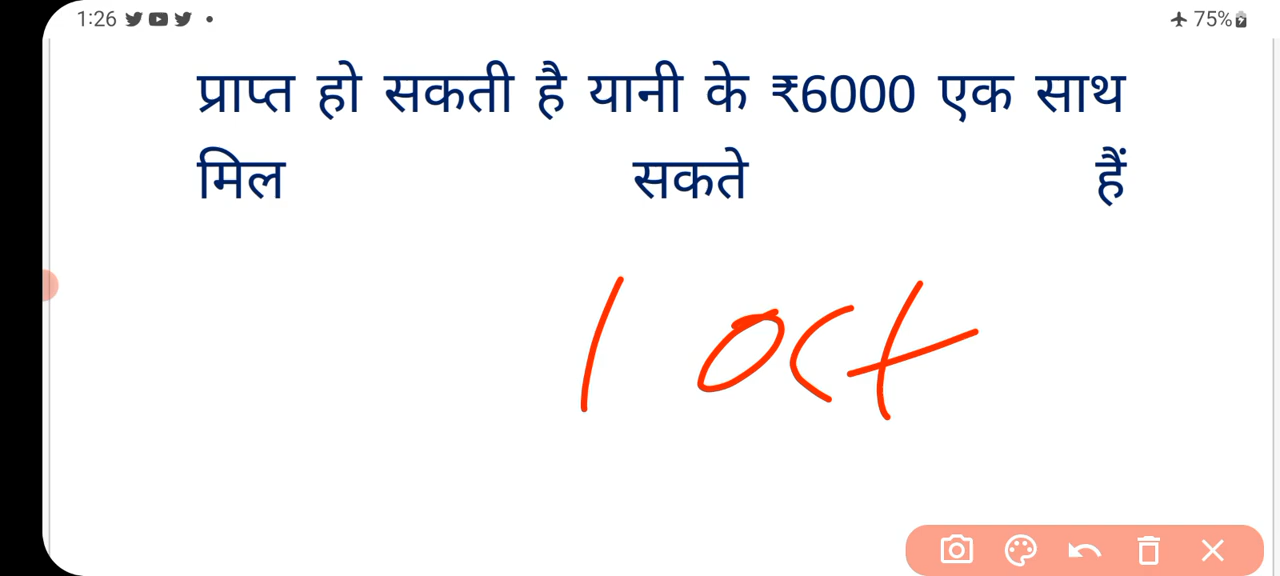 1:26
75%
प्राप्त हो सकती है यानी के ₹6000 एक साथ
मिल सकते हैं
1 oct